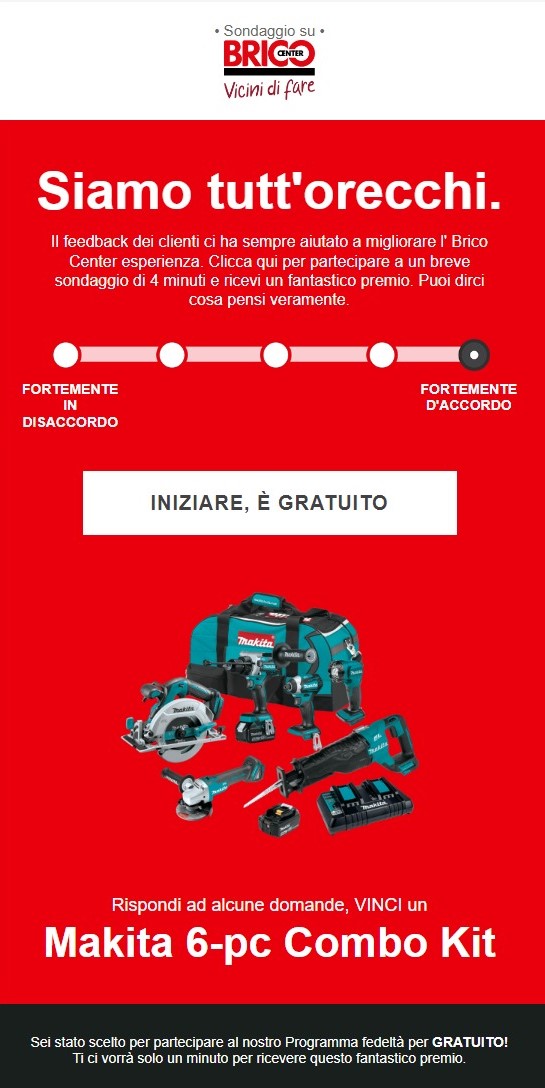 • Sondaggio su •
BRICO
CENTER
Vicini di fare
Siamo tutt'orecchi.
Il feedback dei clienti ci ha sempre aiutato a migliorare l' Brico
Center esperienza. Clicca qui per partecipare a un breve
sondaggio di 4 minuti e ricevi un fantastico premio. Puoi dirci
cosa pensi veramente.
FORTEMENTE
IN
DISACCORDO
FORTEMENTE
D'ACCORDO
INIZIARE, È GRATUITO
makita
makita
Makita
makita
Makita
Rispondi ad alcune domande, VINCI un
Makita 6-pc Combo Kit
Sei stato scelto per partecipare al nostro Programma fedeltà per GRATUITO!
Ti ci vorrà solo un minuto per ricevere questo fantastico premio.